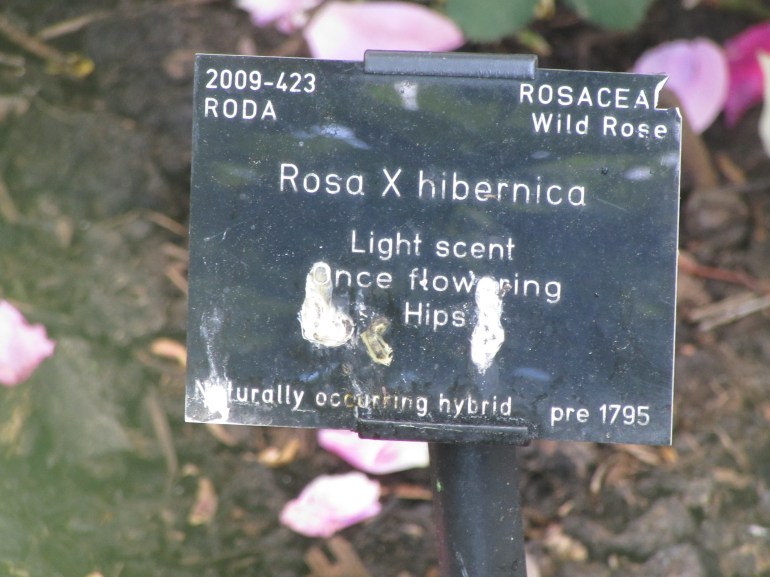 2009-423 ROSACEAE
RODA Wild Rose
Rosa X hibernica
Light scent
Once flowering
Hips
Naturally occurring hybrid pre 1795